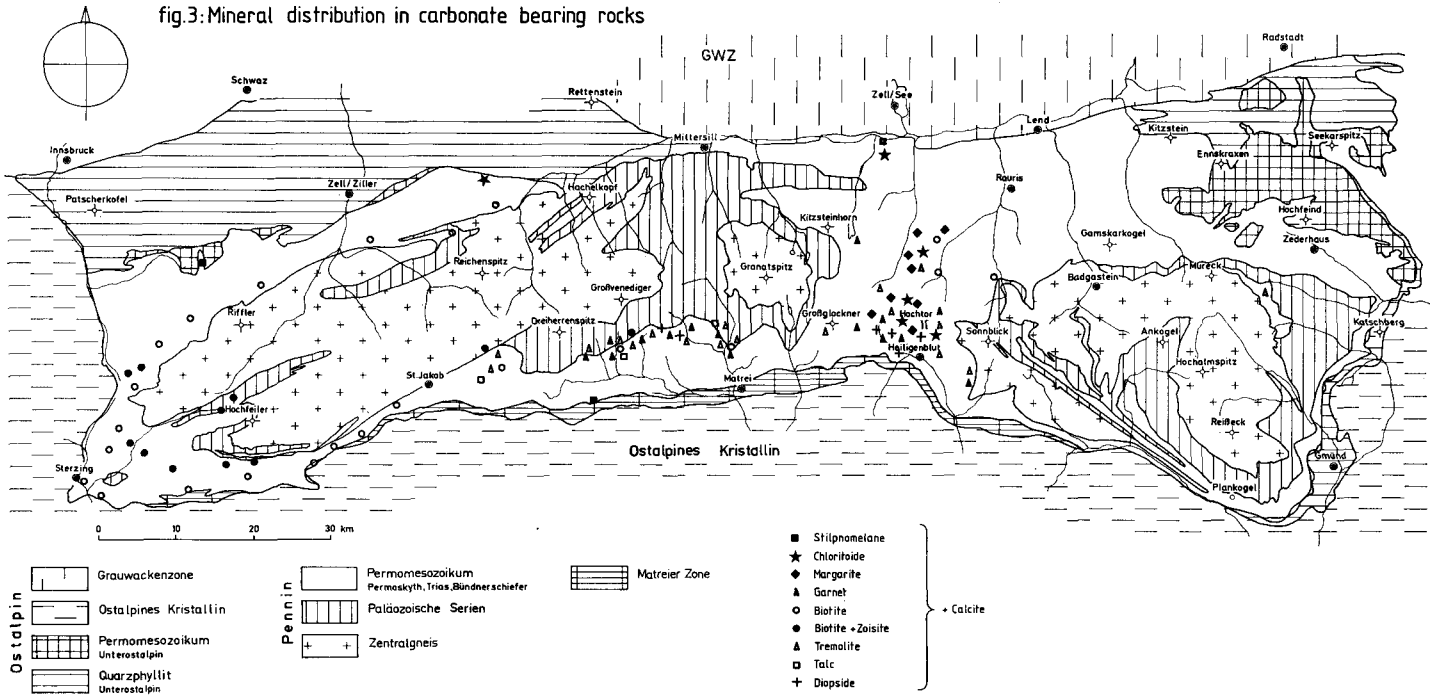 fig.3: Mineral distribution in carbonate bearing rocks
GWZ
Radstadt
Schwaz
Rettenstein
Zell/See
Lend
Kitzstein
Seekarspitz
Mittersill
Innsbruck
Ennskraxen
Zell/Ziller
Hachelkopf
Rauris
Patscherkofel
Kitzsteinhorn
Hochfeind
Gamskarkogel
Zederhaus
Reichenspitz
Granatspitz
Badgastein
Mureck
Großvenediger
Riffler
Dreiherrenspitz
Großglockner
Hochtor
Sonnblick
Ankogel
Katschberg
Heiligenblut
Hochalmspitz
St.Jakob
Matrei
Hochfeiler
Reißeck
Ostalpines Kristallin
Sterzing
Gmünd
Plankogel
0 10 20 30 km
Ostalpin
Grauwackenzone
Ostalpines Kristallin
Permomesozoikum
Unterostalpin
Quarzphyllit
Unterostalpin
Pennin
Permomesozoikum
Permoskyth, Trias, Bündnerschiefer
Paläozoische Serien
Zentralgneis
Matreier Zone
Stilpnomelane
Chloritoide
Margarite
Garnet
Biotite
Biotite + Zoisite
Tremolite
Talc
Diopside
+ Calcite